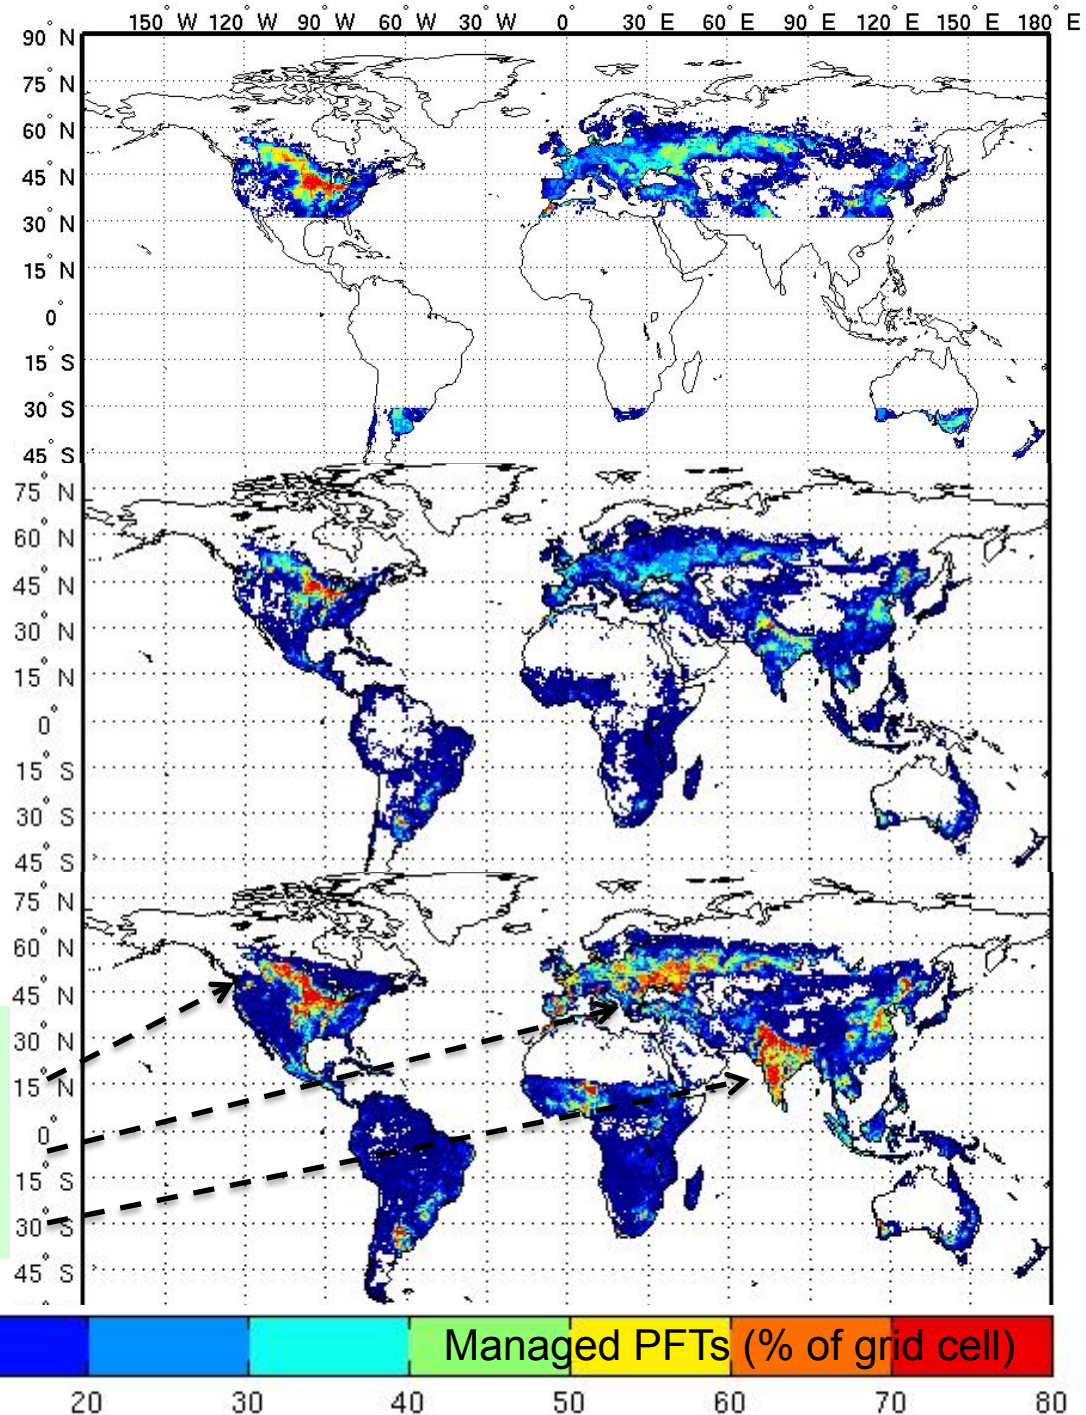 150° W 120° W 90° W 60° W 30° W 0° 30° E 60° E 90° E 120° E 150° E 180° E
90° N
75° N
60° N
45° N
30° N
15° N
0°
15° S
30° S
45° S
75° N
60° N
45° N
30° N
15° N
0°
15° S
30° S
45° S
75° N
60° N
45° N
30° N
15° N
0°
15° S
30° S
45° S
Managed PFTs (% of grid cell)
20 30 40 50 60 70 80